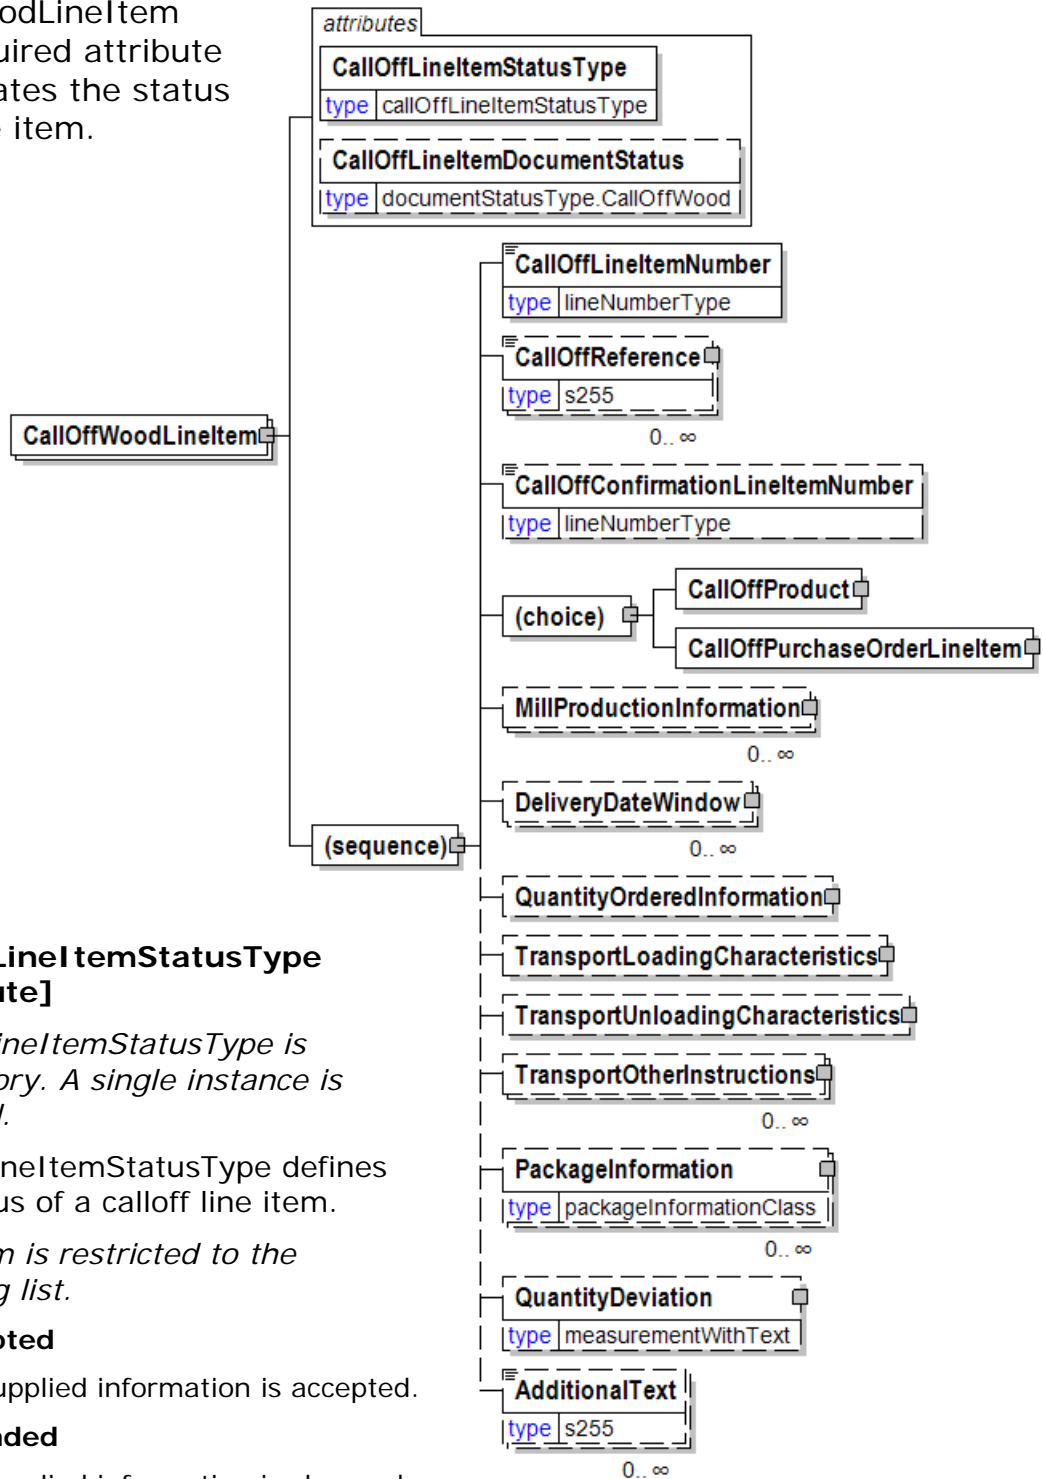 odLineItem
uired attribute
ates the status
item.
attributes
CallOffLineItemStatusType
type callOffLineItemStatusType
CallOffLineItemDocumentStatus
type documentStatusType.CallOffWood
CallOffWoodLineItem
(sequence)
CallOffLineItemNumber
type lineNumberType
CallOffReference
type s255
0.. ∞
CallOffConfirmationLineItemNumber
type lineNumberType
(choice)
CallOffProduct
CallOffPurchaseOrderLineItem
MillProductionInformation
0.. ∞
DeliveryDateWindow
0.. ∞
QuantityOrderedInformation
TransportLoadingCharacteristics
TransportUnloadingCharacteristics
TransportOtherInstructions
0.. ∞
PackageInformation
type packageInformationClass
0.. ∞
QuantityDeviation
type measurementWithText
AdditionalText
type s255
0.. ∞
LineItemStatusType
ute]
ineItemStatusType is
ory. A single instance is
d.
ineItemStatusType defines
us of a calloff line item.
m is restricted to the
g list.
pted
upplied information is accepted.
nded